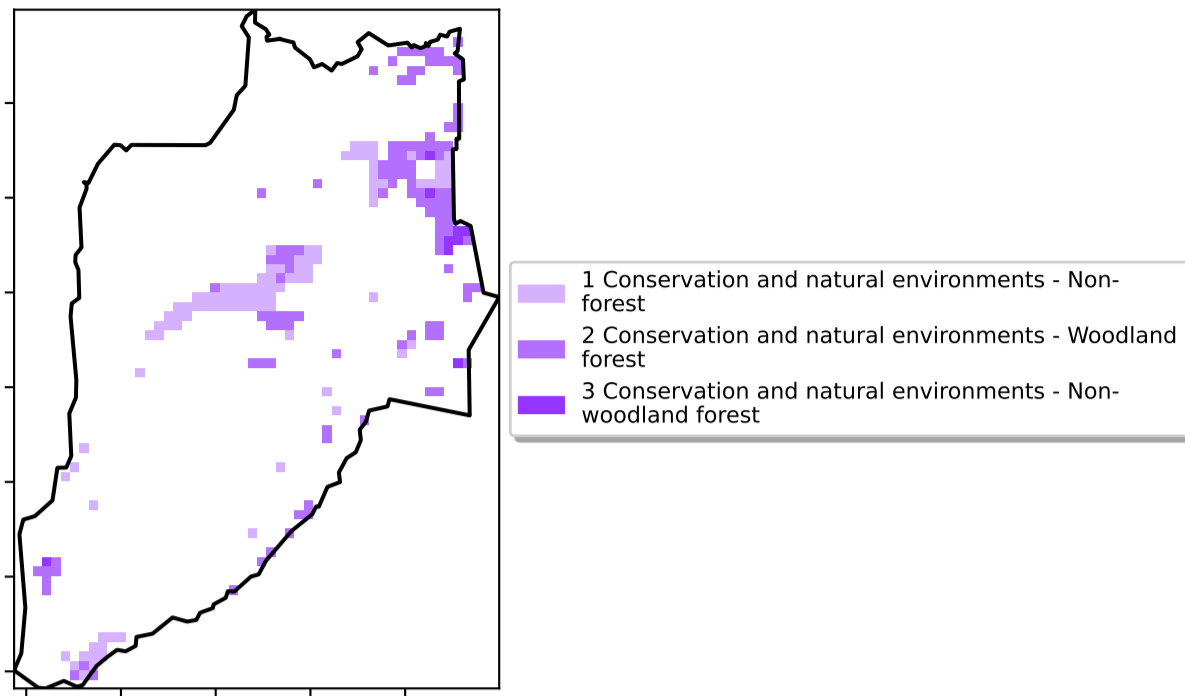 1 Conservation and natural environments - Non-
forest
2 Conservation and natural environments - Woodland
forest
3 Conservation and natural environments - Non-
woodland forest